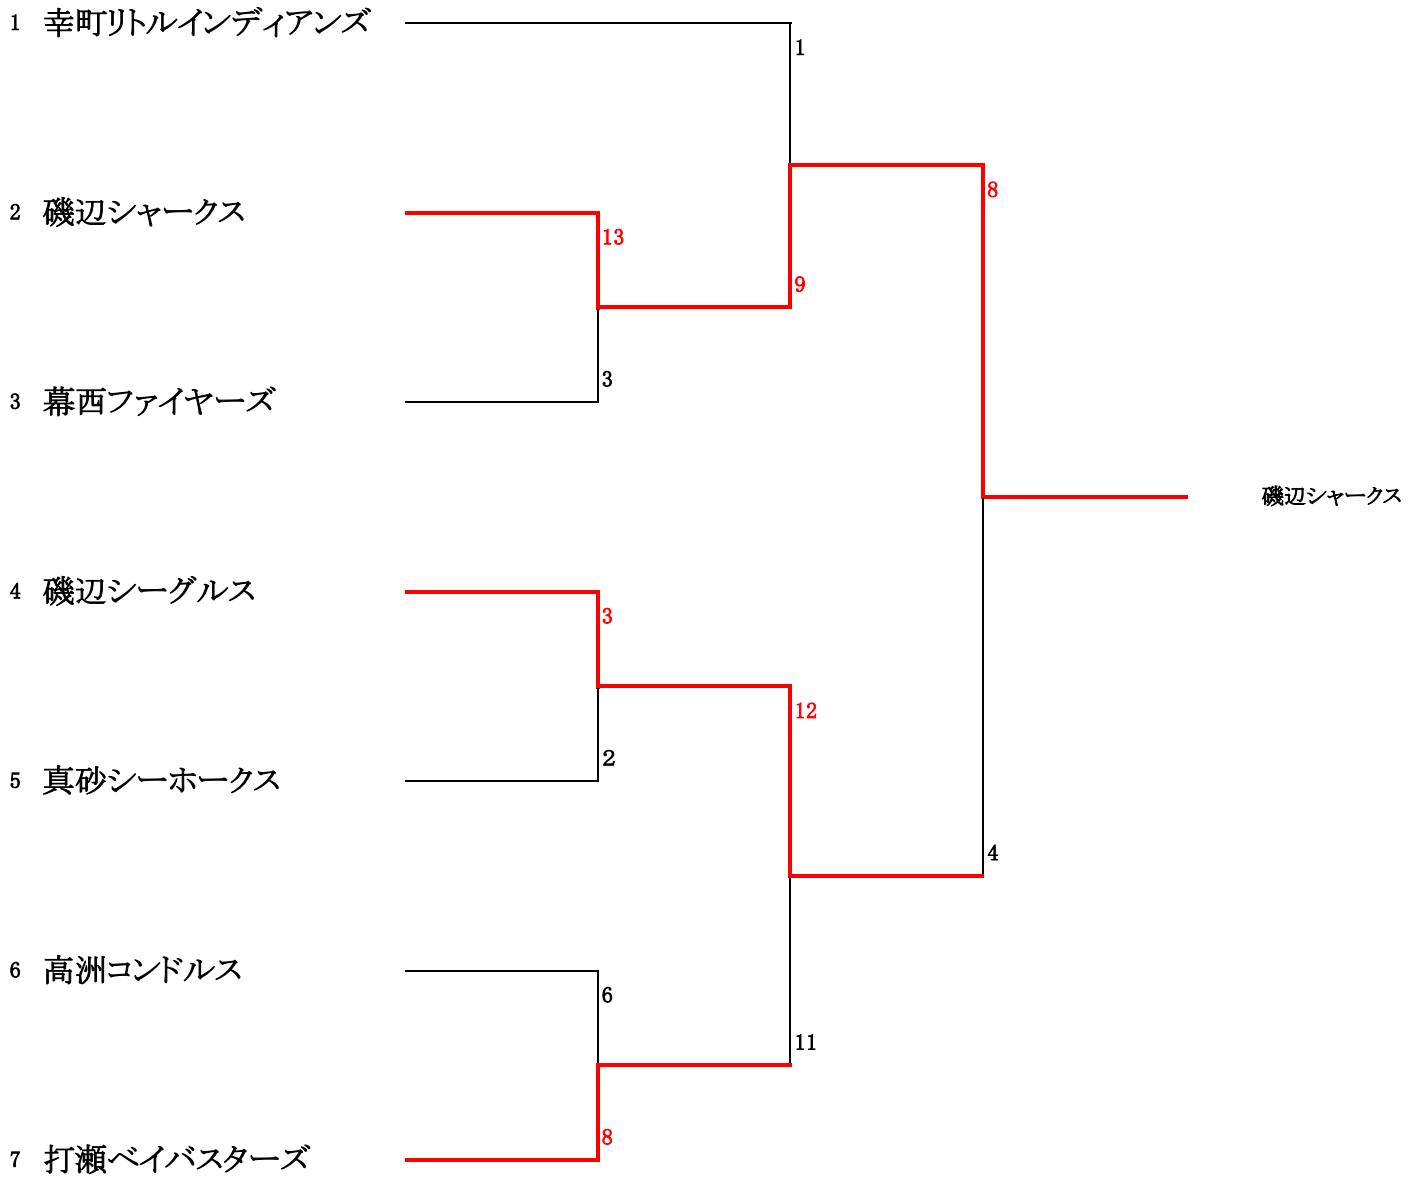 1 幸町リトルインディアンズ
1
8
2 磯辺シャークス
13
9
3
3 幕西ファイヤーズ
磯辺シャークス
4 磯辺シーグルス
3
12
2
5 真砂シーホークス
4
6 高洲コンドルス
6
11
8
7 打瀬ベイバスターズ